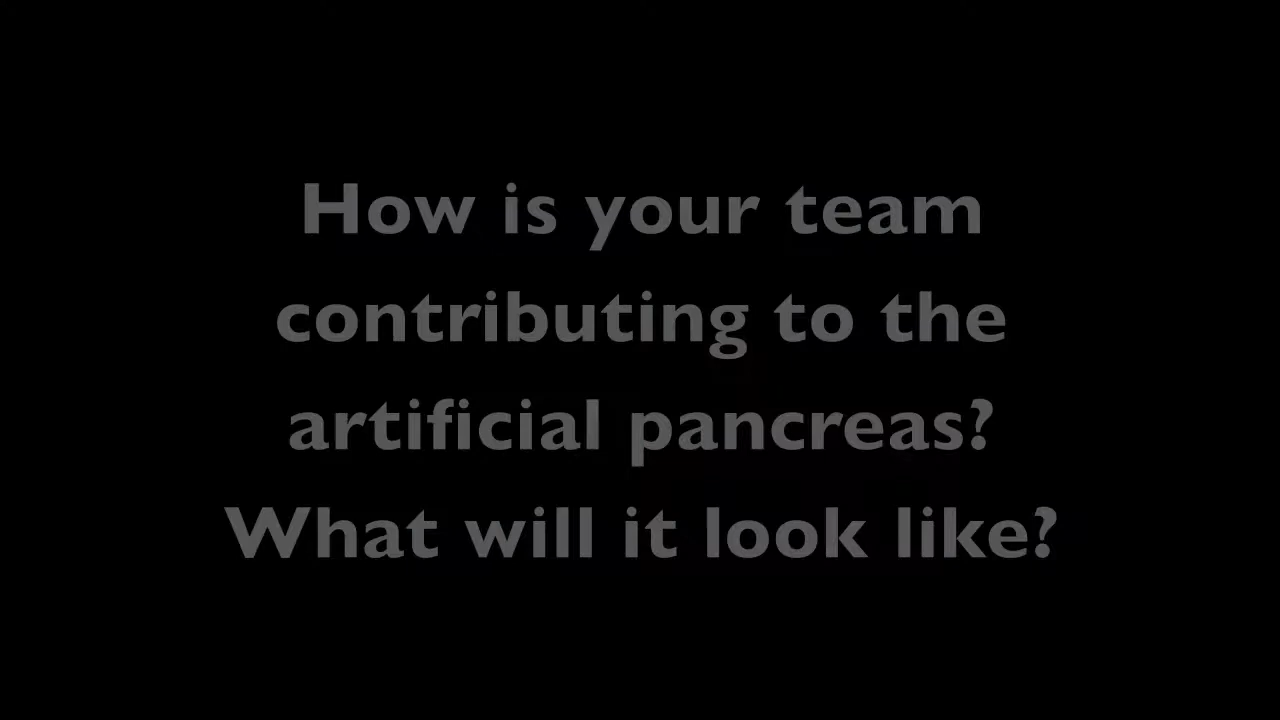 How is your team
contributing to the
artificial pancreas?
What will it look like?